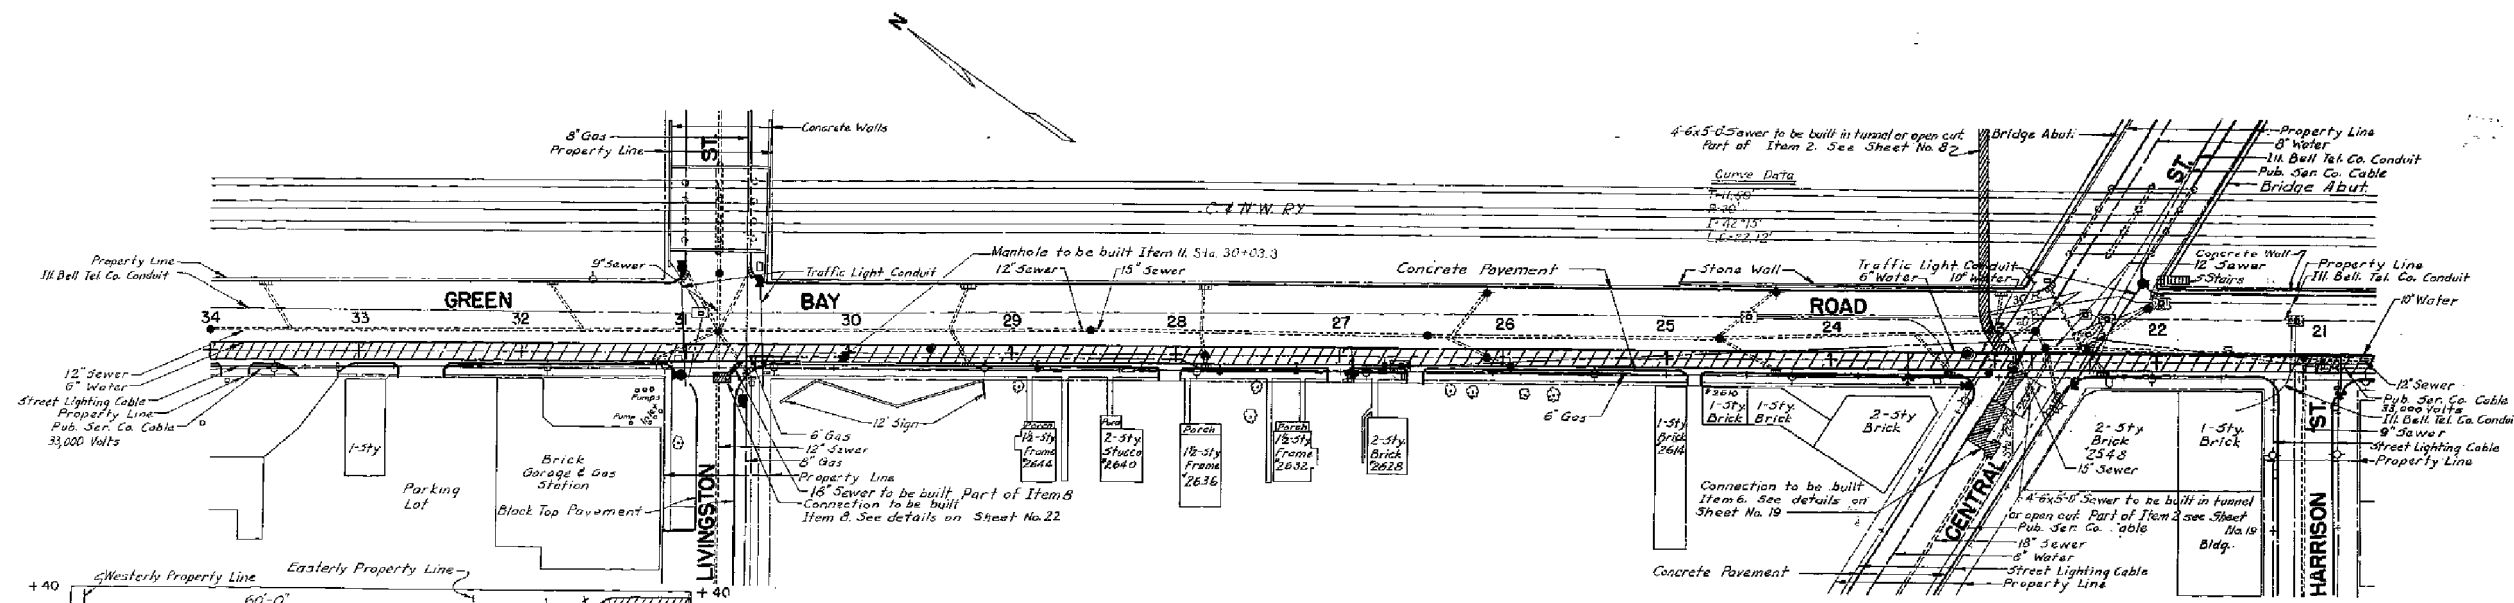 N
8" Gas
Property Line
Concrete Walls
ST.
4-6x5-0 Sewer to be built in tunnel or open cut.
Part of Item 2. See Sheet No. 82
Bridge Abut.
Property Line
8" Water
Ill. Bell Tel. Co. Conduit
Pub. Ser. Co. Cable
Bridge Abut.
ST.
Curve Data
R=30'
I=42°15'
C & N W RY
Property Line
Ill. Bell Tel. Co. Conduit
9" Sewer
Traffic Light Conduit
Manhole to be built Item 11. Sta. 30+03.3
12" Sewer
15" Sewer
Concrete Pavement
Stone Wall
Traffic Light Conduit
6" Water
10" Water
Concrete Wall
12" Sewer
5 Stairs
Property Line
Ill. Bell. Tel. Co. Conduit
10" Water
GREEN BAY ROAD
34 33 32 31 30 29 28 27 26 25 24 22 21
12" Sewer
6" Water
Street Lighting Cable
Property Line
Pub. Ser. Co. Cable
33,000 Volts
1-Sty
Parking
Lot
Brick
Garage & Gas
Station
Pumps
Pump
Black Top Pavement
LIVINGSTON
12" Sign
6" Gas
12" Sewer
8" Gas
Property Line
18" Sewer to be built Part of Item 8
Connection to be built
Item 8. See details on Sheet No. 22
Porch
1½-Sty
Frame
2644
2-Sty
Stucco
2640
Porch
1½-Sty
Frame
2636
Porch
1½-Sty
Frame
2632
2-Sty
Brick
2628
6" Gas
1-Sty
Brick
2614
2610
1-Sty
Brick
1-Sty
Brick
2-Sty
Brick
Connection to be built
Item 6. See details on
Sheet No. 19
CENTRAL
15" Sewer
2-Sty
Brick
2548
1-Sty.
Brick
4-6x5-0" Sewer to be built in tunnel
or open cut. Part of Item 2 see Sheet
No. 19
Pub. Ser. Co.
Bldg.
18" Sewer
8" Water
Street Lighting Cable
Property Line
Concrete Pavement
HARRISON ST.
12" Sewer
Pub. Ser. Co. Cable
33,000 Volts
Ill. Bell Tel. Co. Condui
9" Sewer
Street Lighting Cable
Property Line
+40
Westerly Property Line
Easterly Property Line
60'-0"
+40